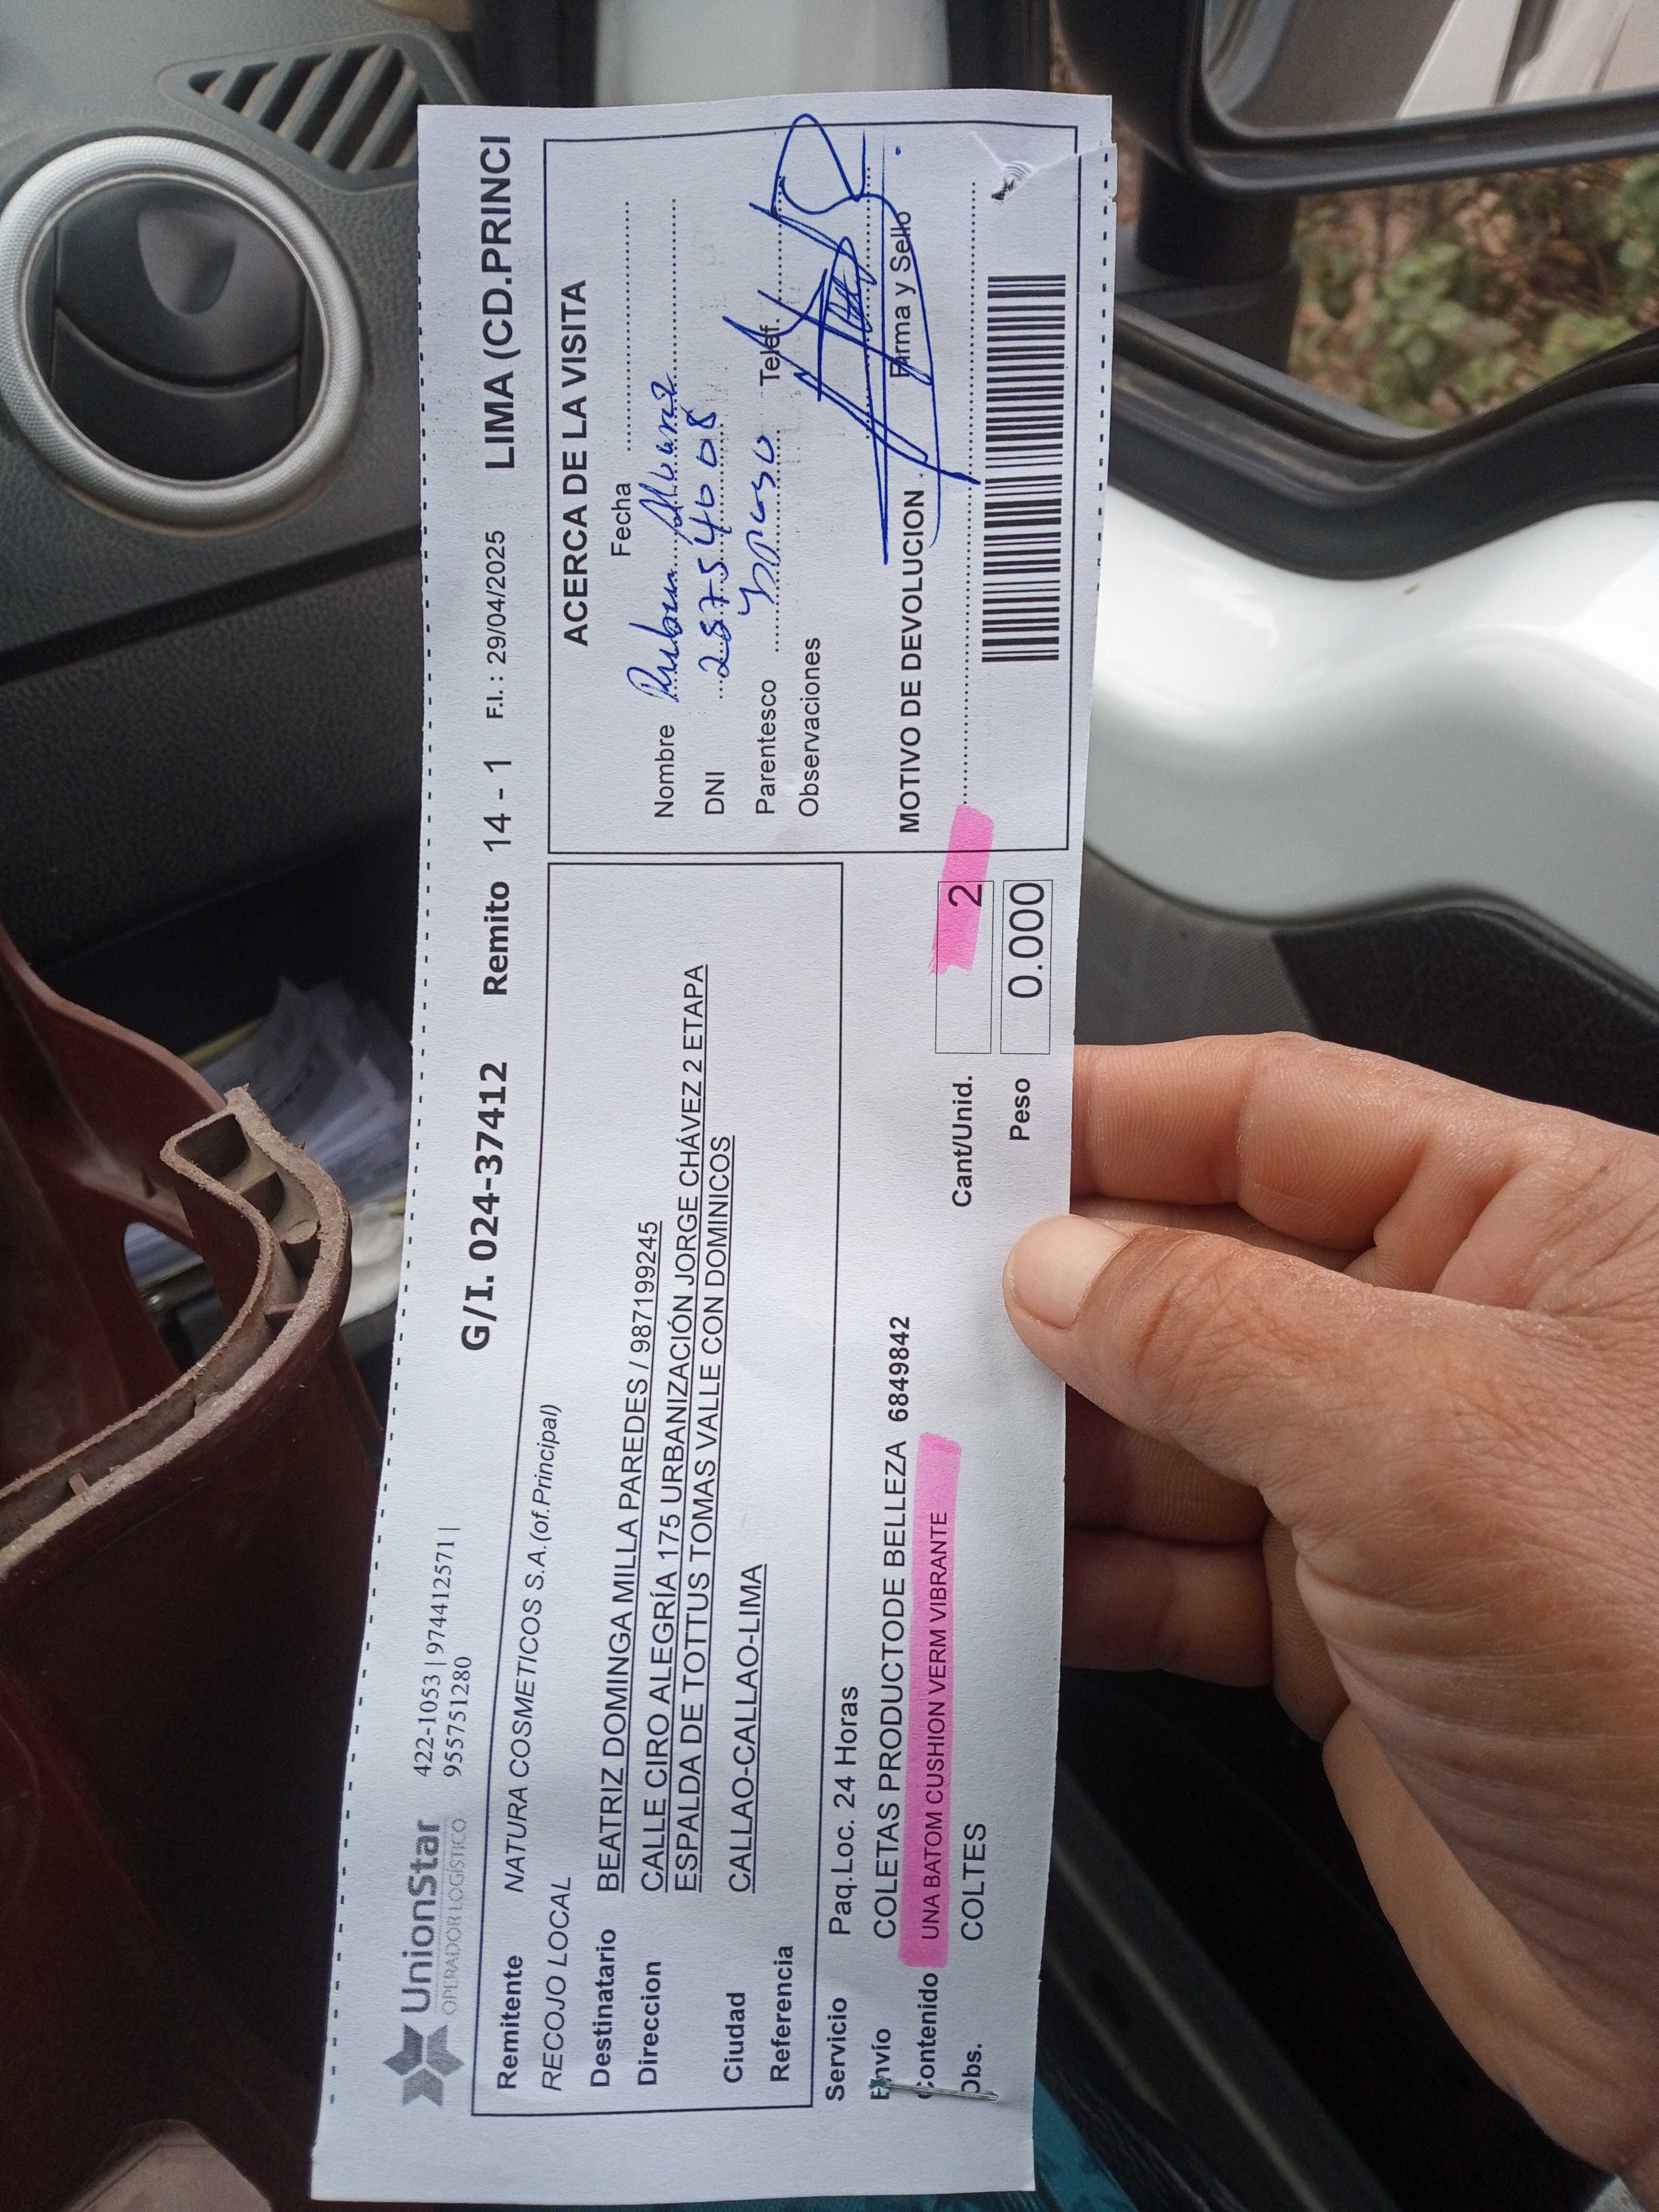 UnionStar
OPERADOR LOGÍSTICO
422-1053 | 974412571 |
955751280
G/I. 024-37412 Remito 14 - 1 F.I. : 29/04/2025 LIMA (CD.PRINCI
Remitente NATURA COSMETICOS S.A.(of.Principal)
RECOJO LOCAL
Destinatario BEATRIZ DOMINGA MILLA PAREDES / 987199245
Direccion CALLE CIRO ALEGRÍA 175 URBANIZACIÓN JORGE CHÁVEZ 2 ETAPA
ESPALDA DE TOTTUS TOMAS VALLE CON DOMINICOS
Ciudad CALLAO-CALLAO-LIMA
Referencia
Servicio Paq.Loc. 24 Horas
Envío COLETAS PRODUCTODE BELLEZA 6849842
Contenido UNA BATOM CUSHION VERM VIBRANTE
Obs. COLTES
Cant/Unid. 2
Peso 0.000
ACERCA DE LA VISITA
Fecha
Nombre
DNI 25754008
Parentesco Telef.
Observaciones
Firma y Sello
MOTIVO DE DEVOLUCION